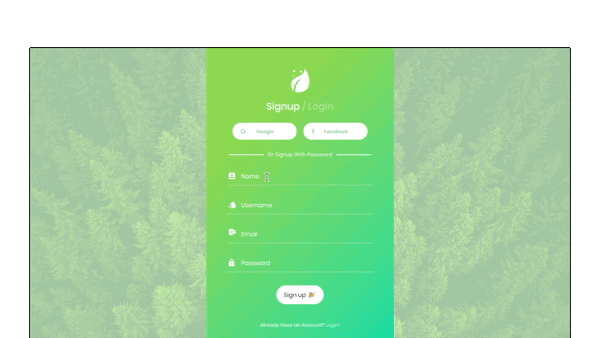 Signup / Login
G Google
f Facebook
Or Signup With Password
Name
Username
Email
Password
Sign up 🎉
Already Have an Account? Login!